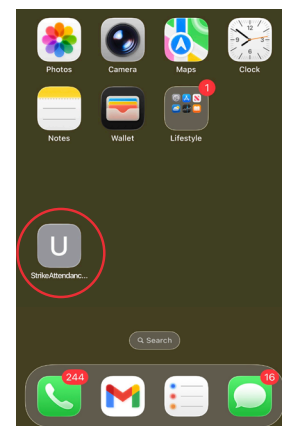 Photos Camera Maps Clock
1
Notes Wallet Lifestyle
U
StrikeAttendanc...
Search
244 16